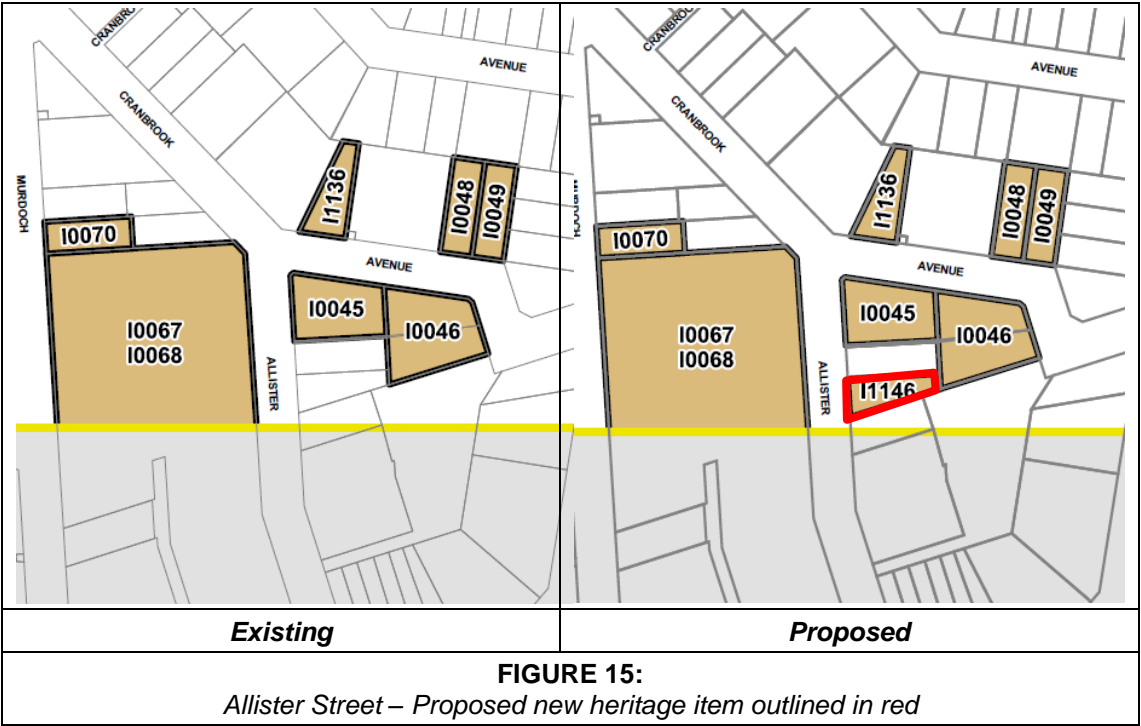 CRANBROOK
AVENUE
CRANBROOK
MURDOCH
I1136
I0048
I0049
I0070
AVENUE
I0045
I0046
I0067
I0068
ALLISTER
CRANBROOK
AVENUE
CRANBROOK
MURDOCH
I1136
I0048
I0049
I0070
AVENUE
I0045
I0046
I0067
I0068
ALLISTER
I1146
Existing
Proposed
FIGURE 15:
Allister Street – Proposed new heritage item outlined in red